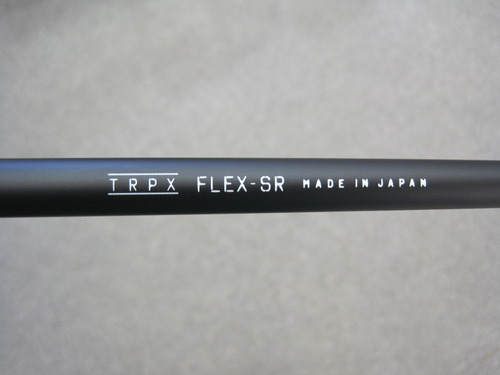 TRPX FLEX-SR MADE IN JAPAN